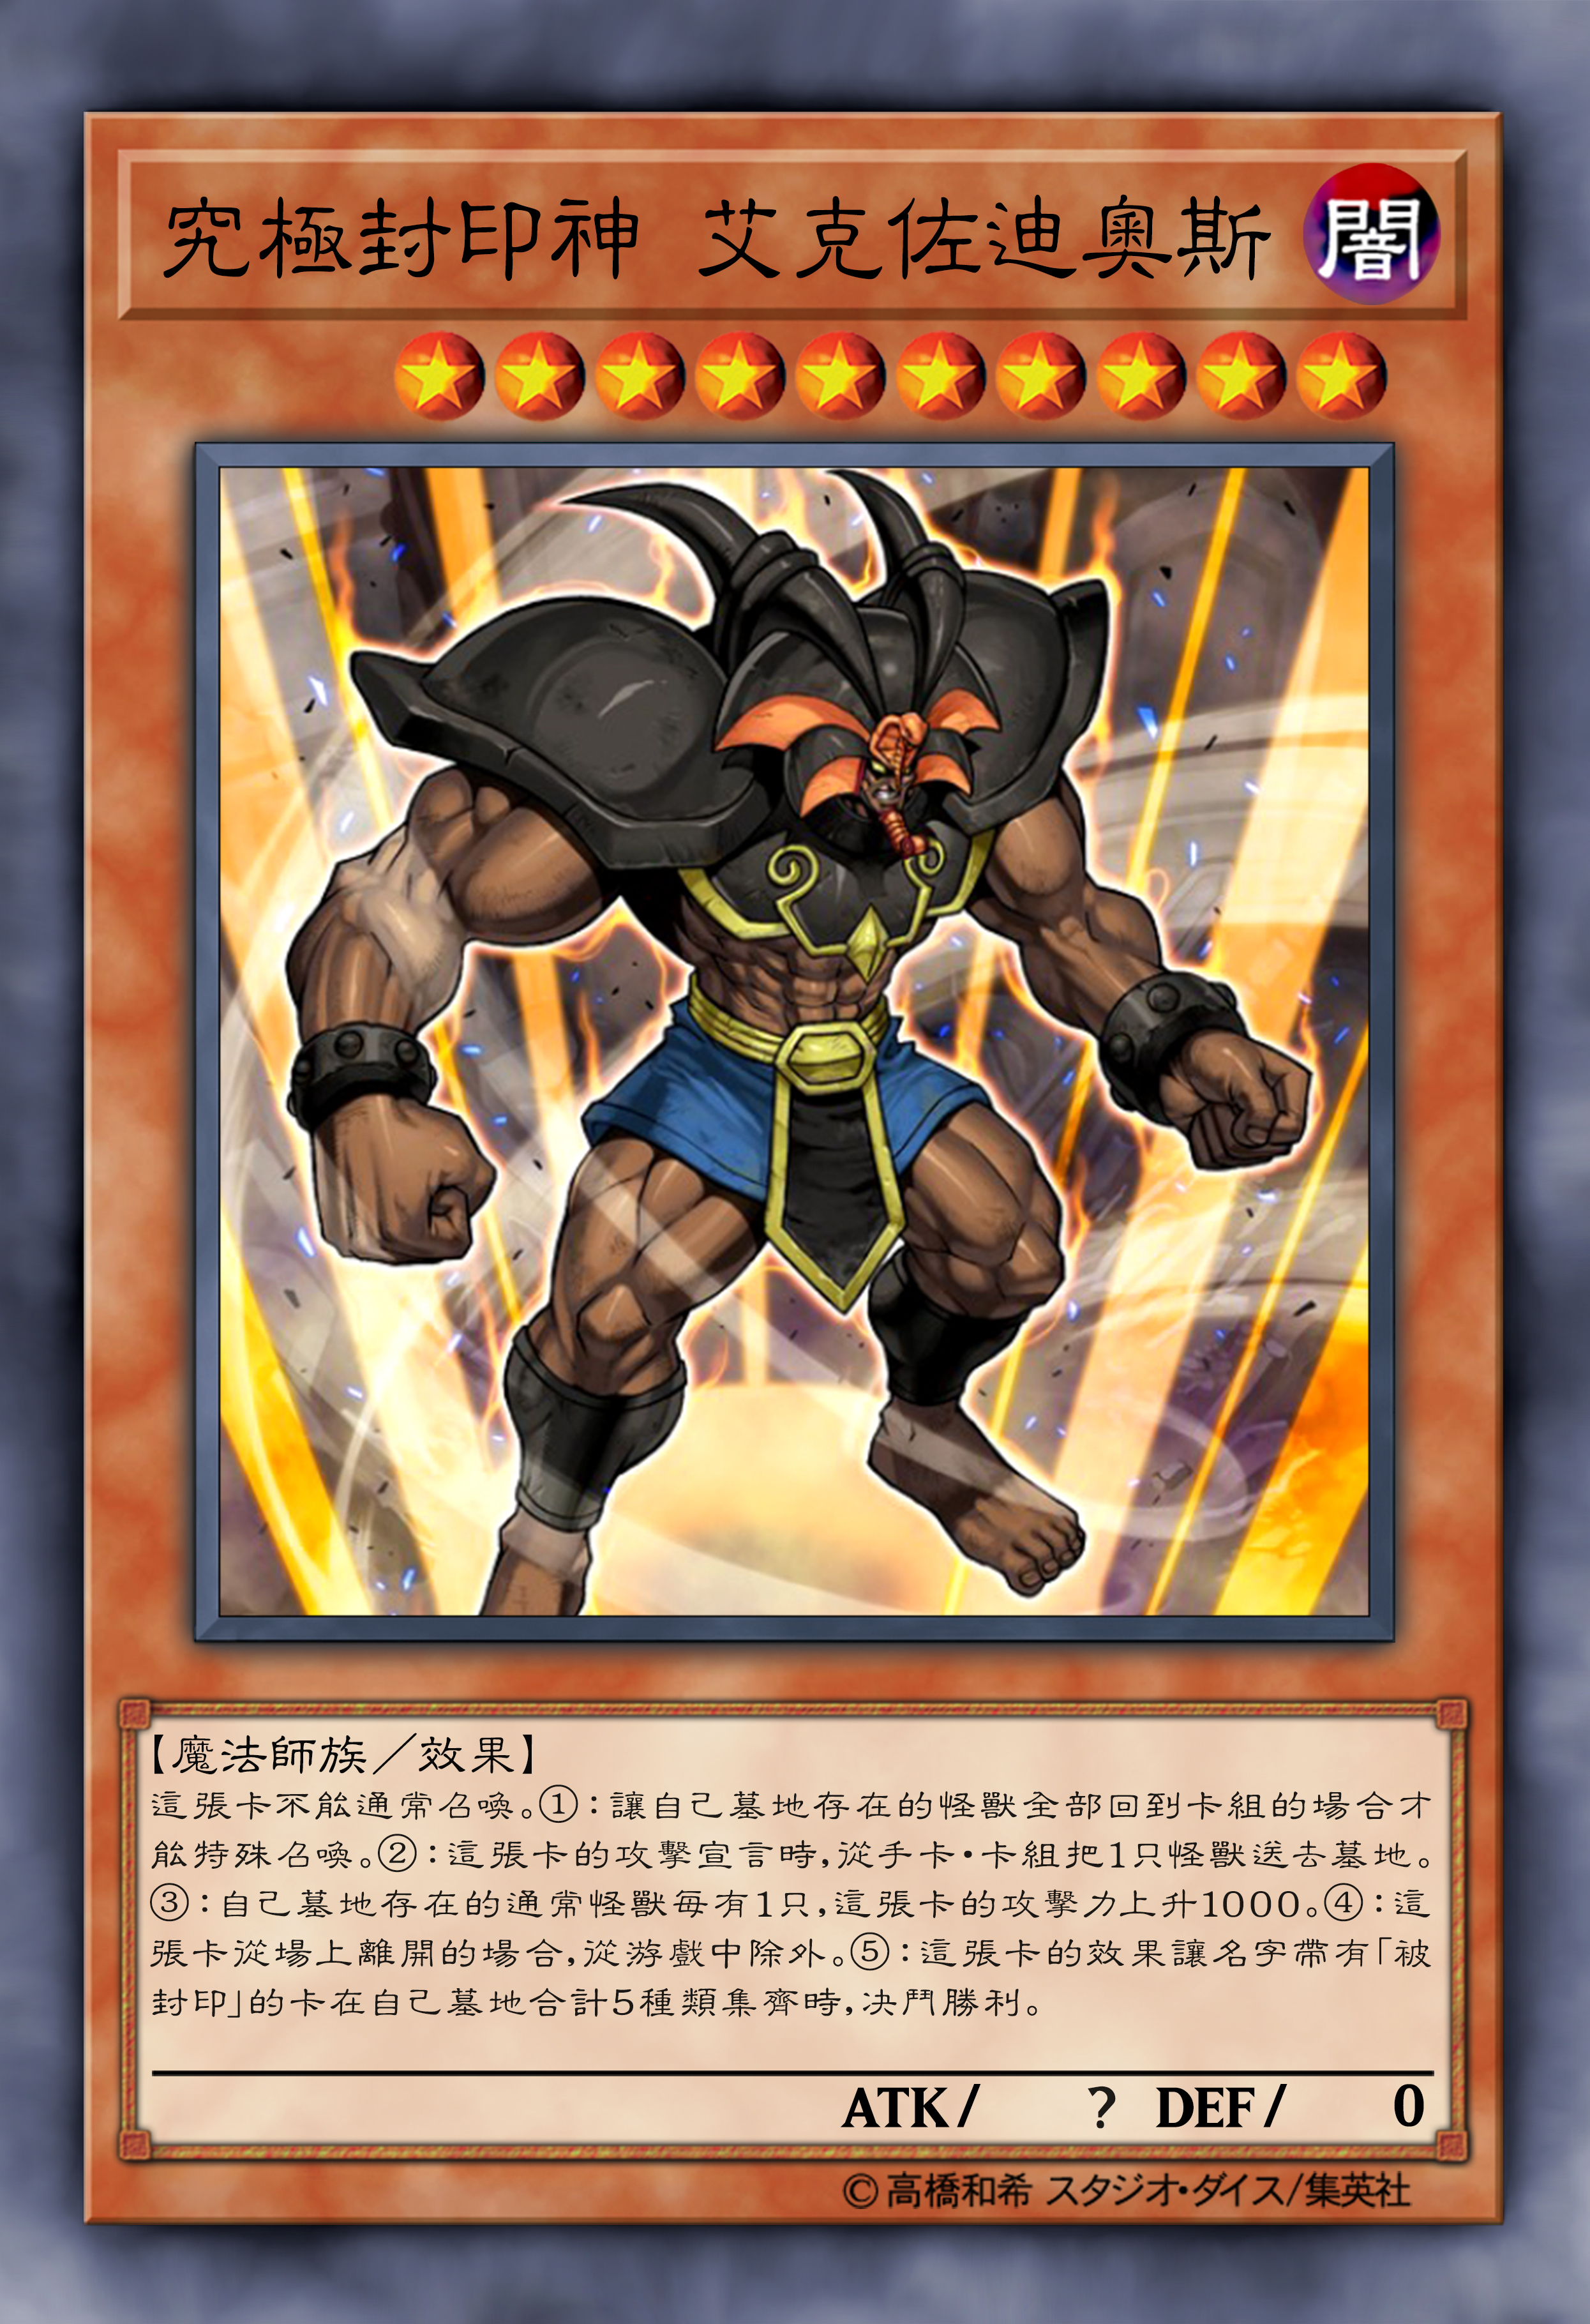 究極封印神 艾克佐迪奧斯 闇
【魔法師族／效果】
這張卡不能通常召喚。①：讓自己墓地存在的怪獸全部回到卡組的場合才
能特殊召喚。②：這張卡的攻擊宣言時,從手卡・卡組把1只怪獸送去墓地。
③：自己墓地存在的通常怪獸每有1只,這張卡的攻擊力上升1000。④：這
張卡從場上離開的場合,從游戲中除外。⑤：這張卡的效果讓名字帶有「被
封印」的卡在自己墓地合計5種類集齊時,決鬥勝利。
ATK/ ? DEF/ 0
©高橋和希 スタジオ・ダイス/集英社